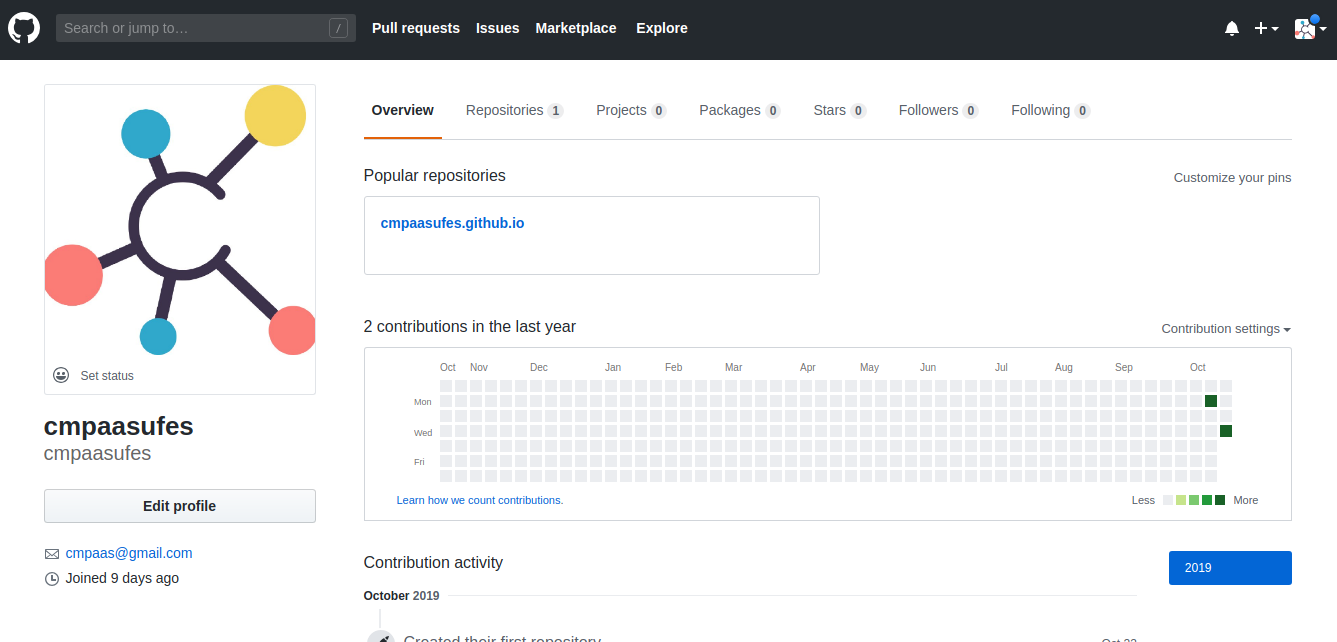 Search or jump to… /
Pull requests Issues Marketplace Explore
Overview Repositories 1 Projects 0 Packages 0 Stars 0 Followers 0 Following 0
Popular repositories
Customize your pins
cmpaasufes.github.io
2 contributions in the last year
Contribution settings
Oct Nov Dec Jan Feb Mar Apr May Jun Jul Aug Sep Oct
Mon
Wed
Fri
Learn how we count contributions.
Less More
Set status
cmpaasufes
cmpaasufes
Edit profile
cmpaas@gmail.com
Joined 9 days ago
Contribution activity
2019
October 2019
Created their first repository
Oct 23